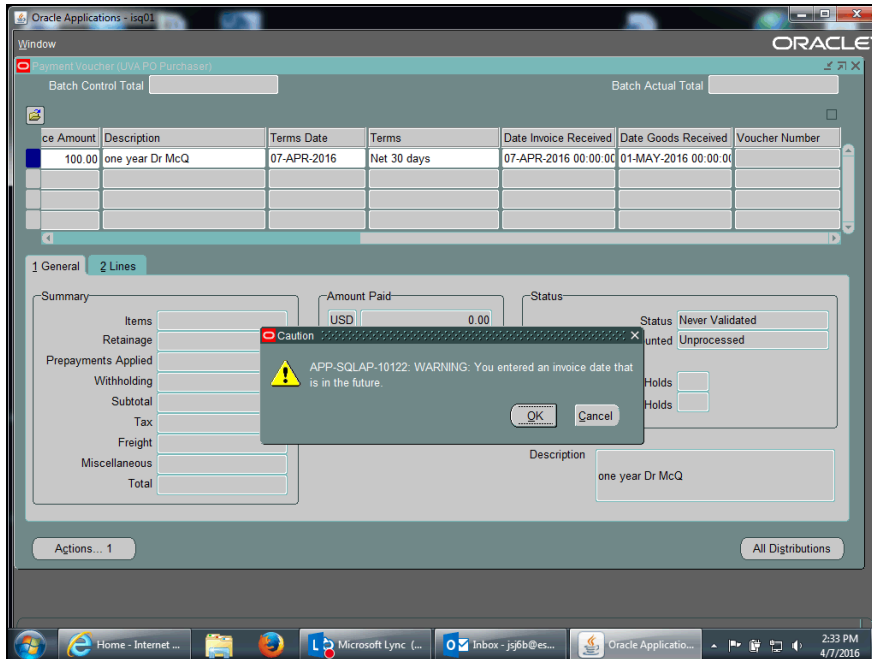 Oracle Applications - isq01
Window
ORACLE
Payment Voucher (UVA PO Purchaser)
Batch Control Total
Batch Actual Total
ce Amount Description Terms Date Terms Date Invoice Received Date Goods Received Voucher Number
100.00 one year Dr McQ 07-APR-2016 Net 30 days 07-APR-2016 00:00:00 01-MAY-2016 00:00:00
1 General 2 Lines
Summary
Amount Paid
Status
Items
USD 0.00
Status Never Validated
Retainage
unted Unprocessed
Prepayments Applied
Withholding
Holds
Subtotal
Holds
Tax
Freight
Miscellaneous
Total
Caution
APP-SQLAP-10122: WARNING: You entered an invoice date that
is in the future.
OK Cancel
Description
one year Dr McQ
Actions... 1
All Distributions
Home - Internet ...
Microsoft Lync (...
Inbox - jsj6b@es...
Oracle Applicatio...
2:33 PM
4/7/2016